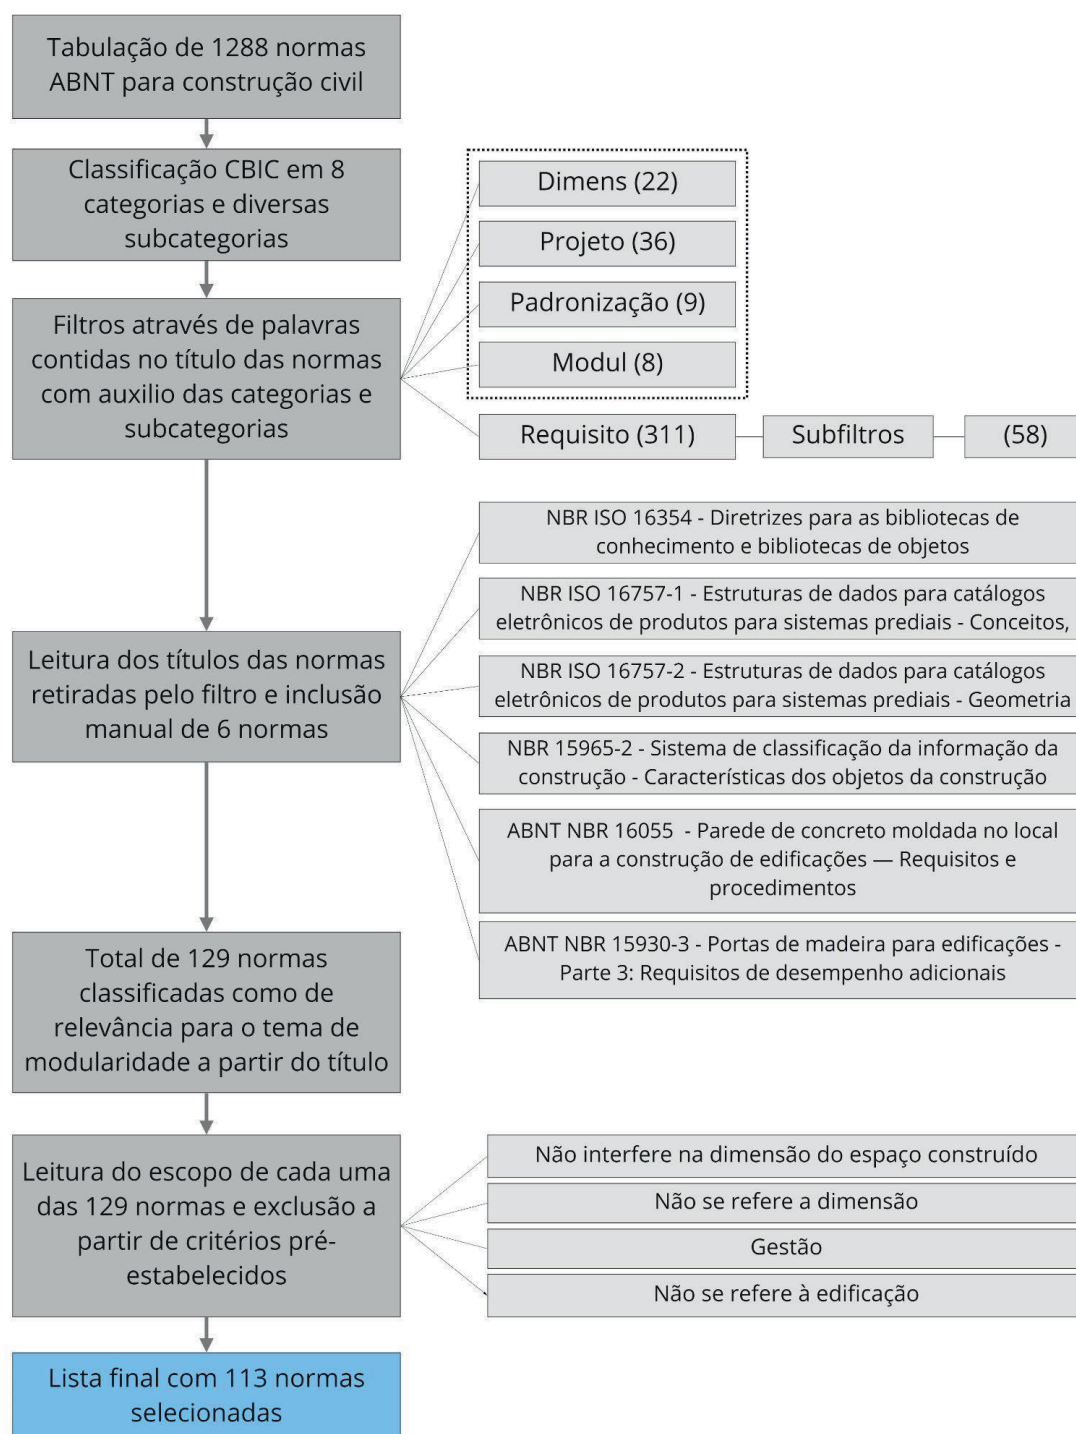 Tabulação de 1288 normas
ABNT para construção civil
Classificação CBIC em 8
categorias e diversas
subcategorias
Filtros através de palavras
contidas no título das normas
com auxilio das categorias e
subcategorias
Dimens (22)
Projeto (36)
Padronização (9)
Modul (8)
Requisito (311)
Subfiltros
(58)
Leitura dos títulos das normas
retiradas pelo filtro e inclusão
manual de 6 normas
NBR ISO 16354 - Diretrizes para as bibliotecas de
conhecimento e bibliotecas de objetos
NBR ISO 16757-1 - Estruturas de dados para catálogos
eletrônicos de produtos para sistemas prediais - Conceitos,
NBR ISO 16757-2 - Estruturas de dados para catálogos
eletrônicos de produtos para sistemas prediais - Geometria
NBR 15965-2 - Sistema de classificação da informação da
construção - Características dos objetos da construção
ABNT NBR 16055  - Parede de concreto moldada no local
para a construção de edificações — Requisitos e
procedimentos
ABNT NBR 15930-3 - Portas de madeira para edificações -
Parte 3: Requisitos de desempenho adicionais
Total de 129 normas
classificadas como de
relevância para o tema de
modularidade a partir do título
Leitura do escopo de cada uma
das 129 normas e exclusão a
partir de critérios pré-
estabelecidos
Não interfere na dimensão do espaço construído
Não se refere a dimensão
Gestão
Não se refere à edificação
Lista final com 113 normas
selecionadas